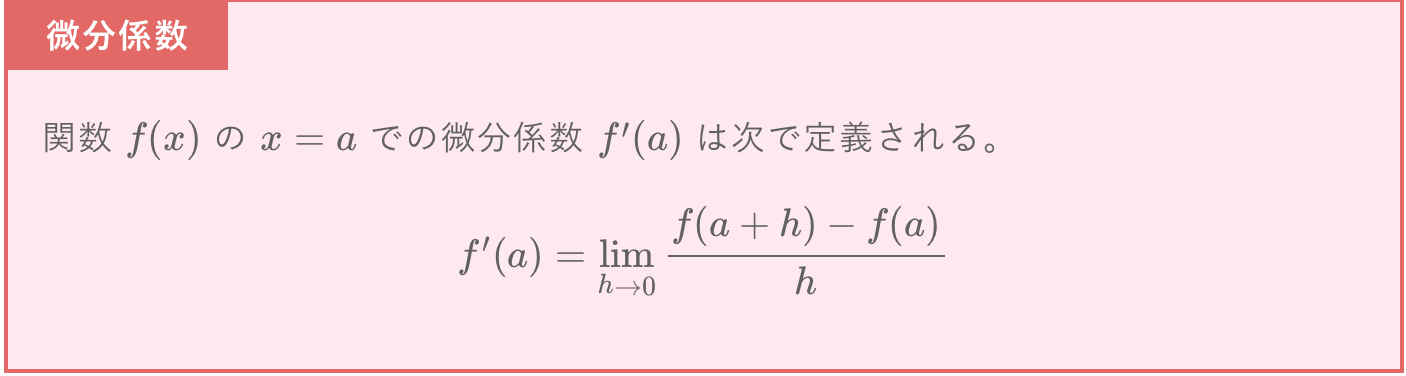 微分係数
関数 f(x) の x = a での微分係数 f′(a) は次で定義される。
f′(a) = lim_{h→0} \frac{f(a + h) − f(a)}{h}